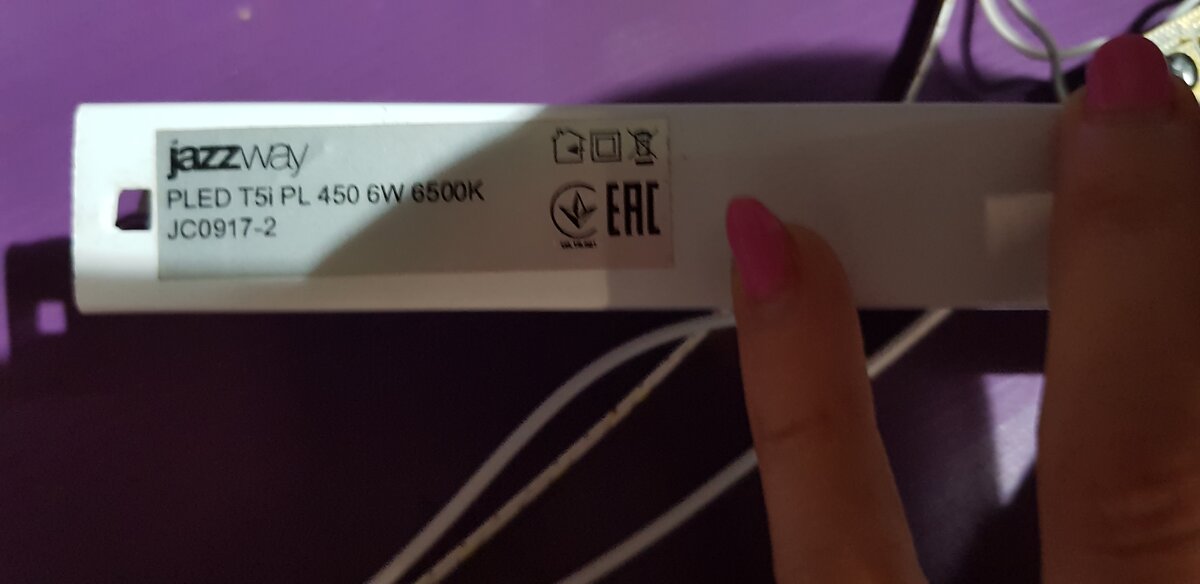 jazzway
PLED T5i PL 450 6W 6500K
JC0917-2
EAC